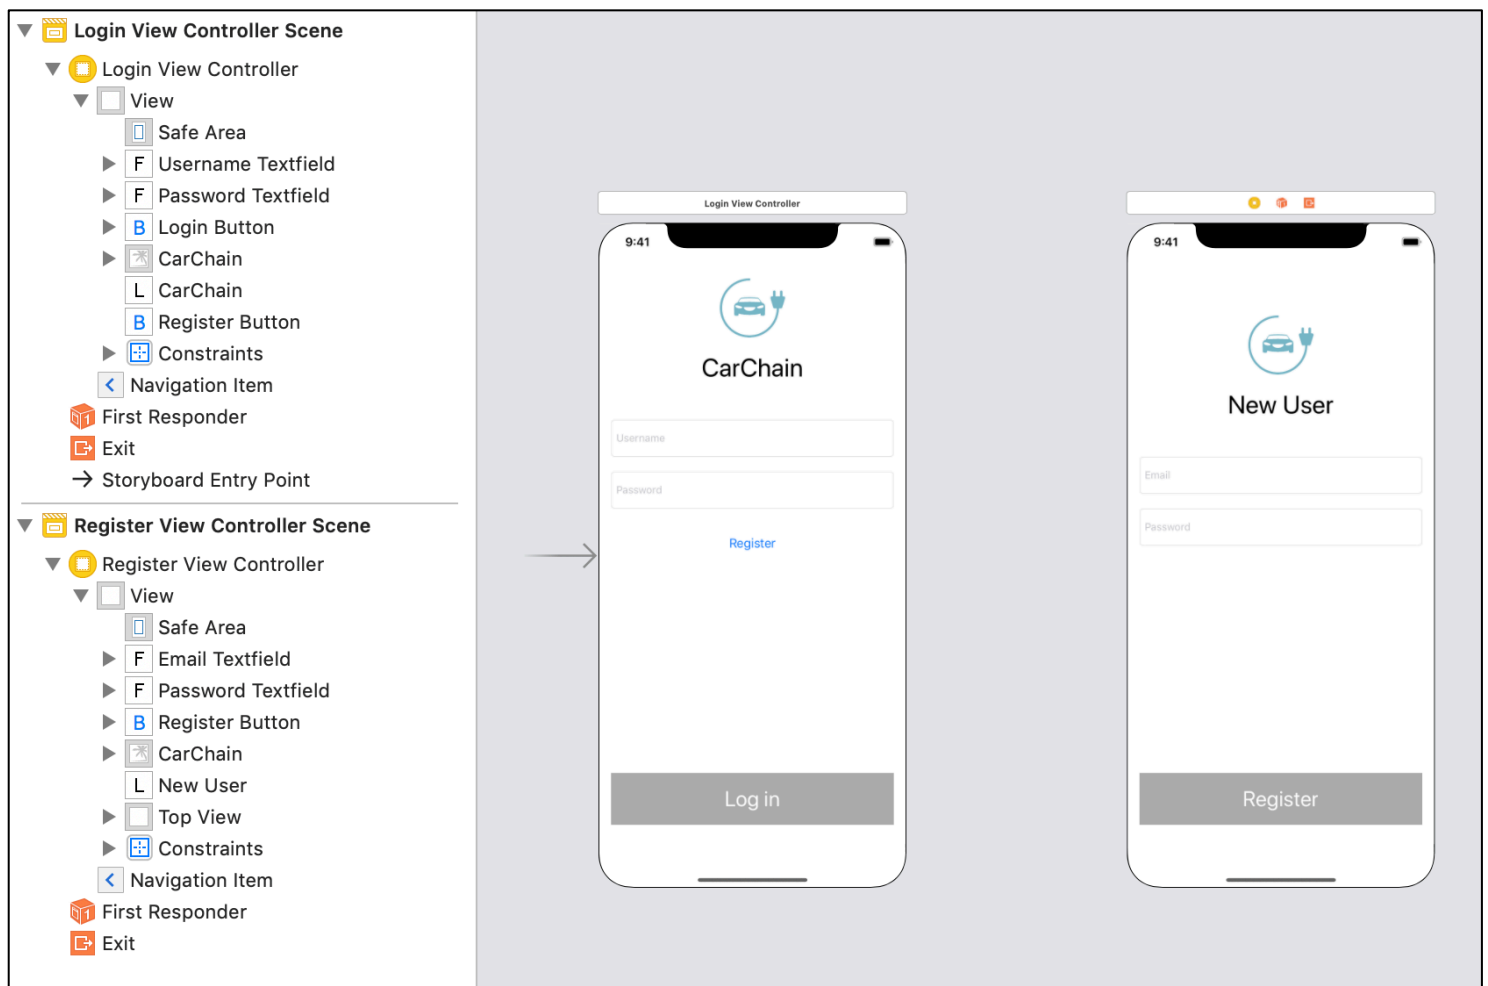 Login View Controller Scene
Login View Controller
View
Safe Area
F Username Textfield
F Password Textfield
B Login Button
CarChain
L CarChain
B Register Button
Constraints
Navigation Item
First Responder
Exit
Storyboard Entry Point
Register View Controller Scene
Register View Controller
View
Safe Area
F Email Textfield
F Password Textfield
B Register Button
CarChain
L New User
Top View
Constraints
Navigation Item
First Responder
Exit
Login View Controller
9:41
CarChain
Username
Password
Register
Log in
9:41
New User
Email
Password
Register